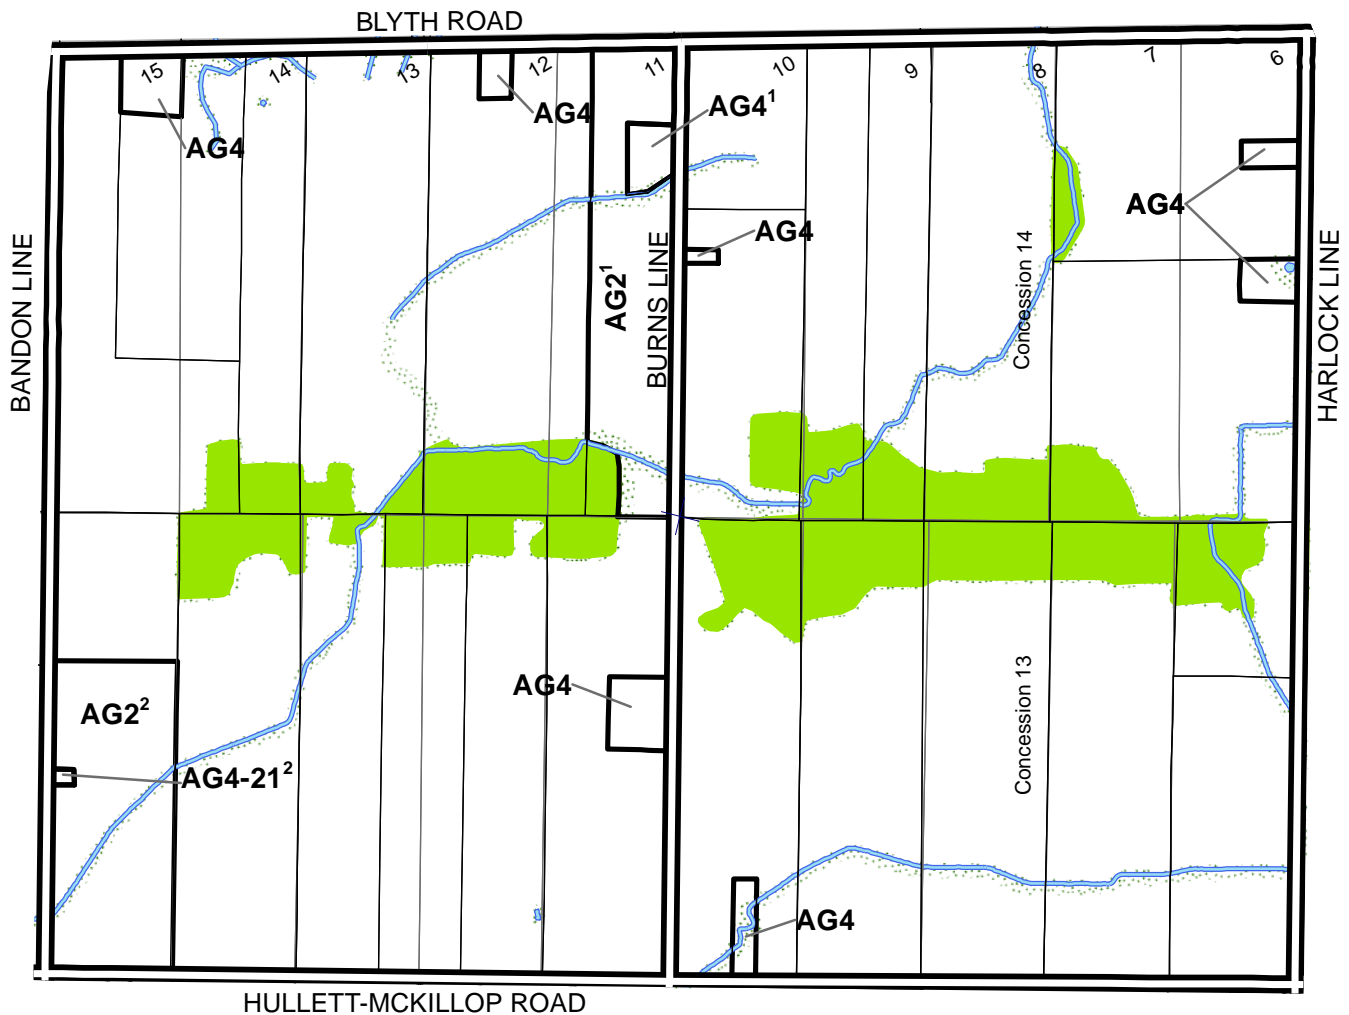 BLYTH ROAD
15
14
13
12
11
10
9
8
7
6
AG4
AG4
AG4¹
AG4
AG4
BANDON LINE
AG2¹
BURNS LINE
Concession 14
HARLOCK LINE
AG4
AG2²
AG4-21²
Concession 13
AG4
HULLETT-MCKILLOP ROAD